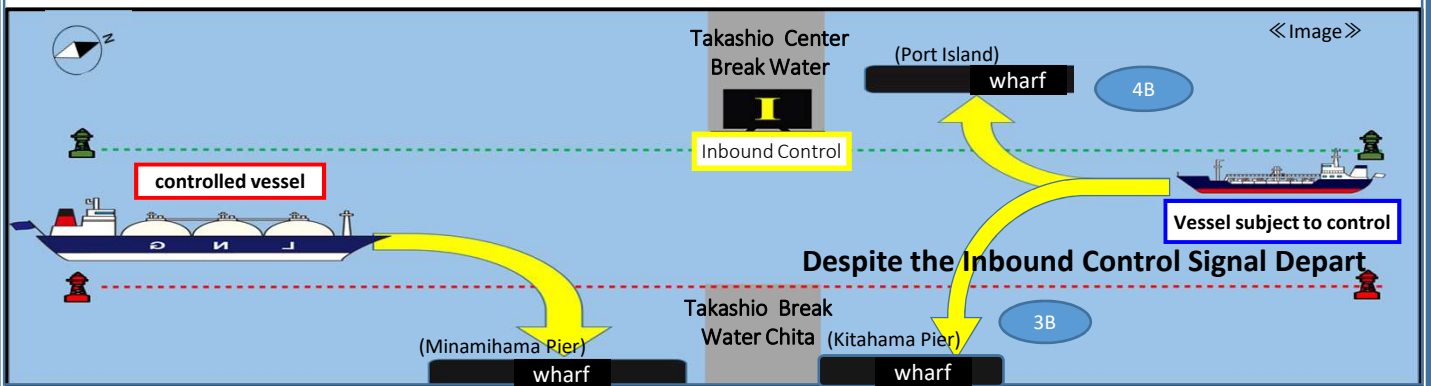 N
≪Image≫
Takashio Center
Break Water
(Port Island)
wharf
4B
I
Inbound Control
controlled vessel
Vessel subject to control
L N G
Despite the Inbound Control Signal Depart
Takashio Break
Water Chita
(Kitahama Pier)
3B
(Minamihama Pier)
wharf
wharf